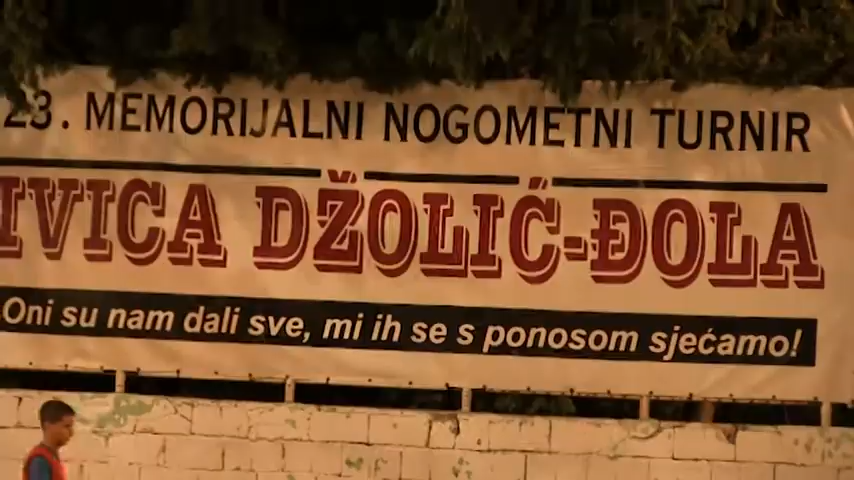 23. MEMORIJALNI NOGOMETNI TURNIR
IVICA DŽOLIĆ-ĐOLA
Oni su nam dali sve, mi ih se s ponosom sjećamo!